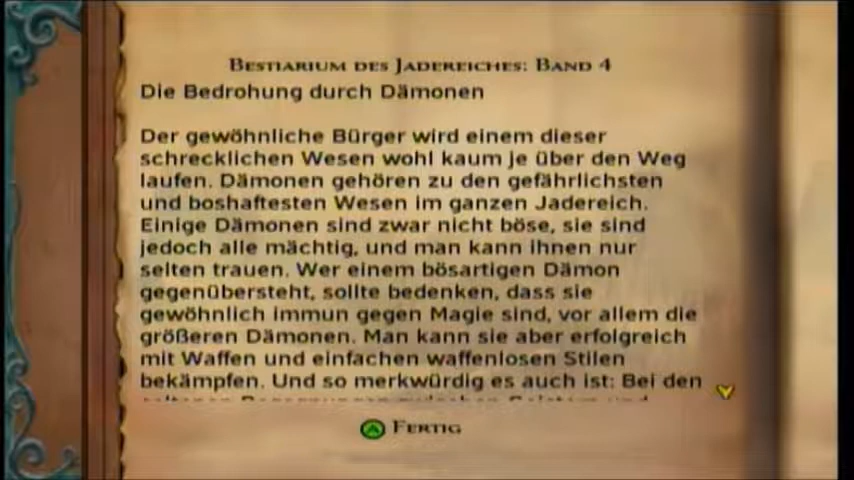 Bestiarium des Jadereiches: Band 4
Die Bedrohung durch Dämonen
Der gewöhnliche Bürger wird einem dieser
schrecklichen Wesen wohl kaum je über den Weg
laufen. Dämonen gehören zu den gefährlichsten
und boshaftesten Wesen im ganzen Jadereich.
Einige Dämonen sind zwar nicht böse, sie sind
jedoch alle mächtig, und man kann ihnen nur
selten trauen. Wer einem bösartigen Dämon
gegenübersteht, sollte bedenken, dass sie
gewöhnlich immun gegen Magie sind, vor allem die
größeren Dämonen. Man kann sie aber erfolgreich
mit Waffen und einfachen waffenlosen Stilen
bekämpfen. Und so merkwürdig es auch ist: Bei den
Fertig